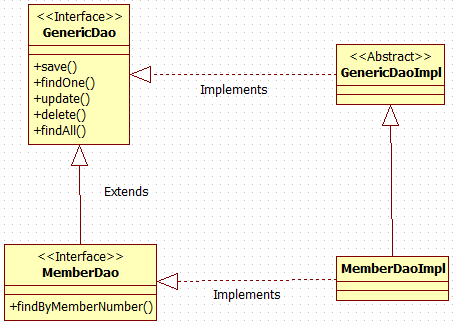 <<Interface>>
GenericDao
+save()
+findOne()
+update()
+delete()
+findAll()
Implements
<<Abstract>>
GenericDaoImpl
Extends
<<Interface>>
MemberDao
+findByMemberNumber()
Implements
MemberDaoImpl